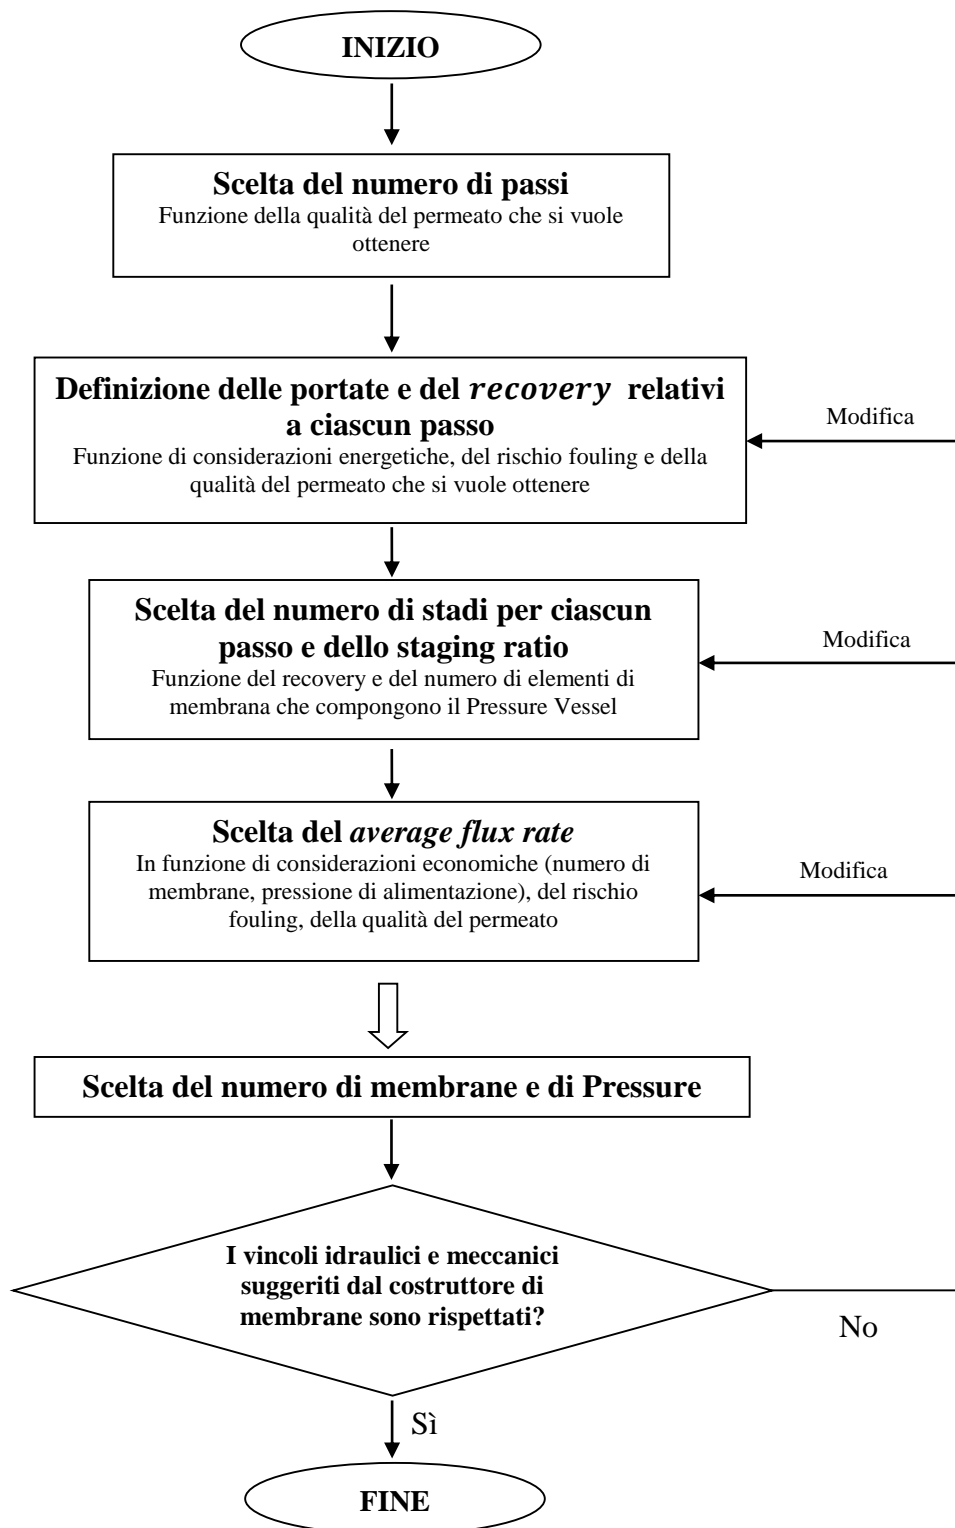 INIZIO
Scelta del numero di passi
Funzione della qualità del permeato che si vuole
ottenere
Definizione delle portate e del recovery relativi
a ciascun passo
Funzione di considerazioni energetiche, del rischio fouling e della
qualità del permeato che si vuole ottenere
Modifica
Scelta del numero di stadi per ciascun
passo e dello staging ratio
Funzione del recovery e del numero di elementi di
membrana che compongono il Pressure Vessel
Modifica
Scelta del average flux rate
In funzione di considerazioni economiche (numero di
membrane, pressione di alimentazione), del rischio
fouling, della qualità del permeato
Modifica
Scelta del numero di membrane e di Pressure
I vincoli idraulici e meccanici
suggeriti dal costruttore di
membrane sono rispettati?
No
Sì
FINE